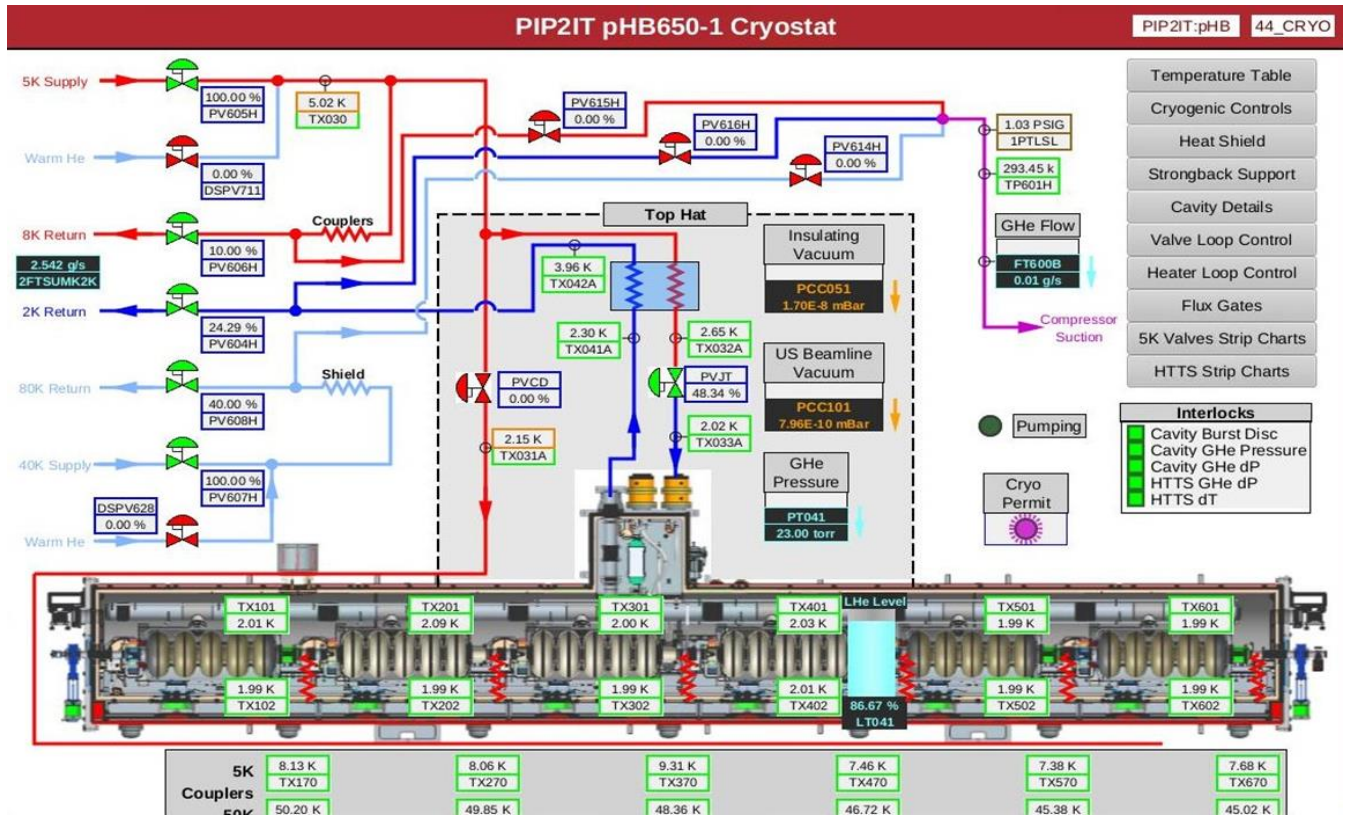 PIP2IT pHB650-1 Cryostat
PIP2IT:pHB
44_CRYO
5K Supply
100.00 %
PV605H
5.02 K
TX030
Warm He
0.00 %
DSPV711
PV615H
0.00 %
PV616H
0.00 %
PV614H
0.00 %
1.03 PSIG
1PTLSL
293.45 k
TP601H
8K Return
Couplers
10.00 %
PV606H
2.542 g/s
2FTSUMK2K
2K Return
24.29 %
PV604H
80K Return
Shield
40.00 %
PV608H
40K Supply
100.00 %
PV607H
DSPV628
0.00 %
Warm He
Top Hat
3.96 K
TX042A
2.30 K
TX041A
2.65 K
TX032A
PVCD
0.00 %
PVJT
48.34 %
2.15 K
TX031A
2.02 K
TX033A
Insulating
Vacuum
PCC051
1.70E-8 mBar
US Beamline
Vacuum
PCC101
7.96E-10 mBar
GHe
Pressure
PT041
23.00 torr
GHe Flow
FT600B
0.01 g/s
Compressor
Suction
Pumping
Cryo
Permit
Temperature Table
Cryogenic Controls
Heat Shield
Strongback Support
Cavity Details
Valve Loop Control
Heater Loop Control
Flux Gates
5K Valves Strip Charts
HTTS Strip Charts
Interlocks
Cavity Burst Disc
Cavity GHe Pressure
Cavity GHe dP
HTTS GHe dP
HTTS dT
TX101
2.01 K
TX201
2.09 K
TX301
2.00 K
TX401
2.03 K
LHe Level
TX501
1.99 K
TX601
1.99 K
1.99 K
TX102
1.99 K
TX202
1.99 K
TX302
2.01 K
TX402
86.67 %
LT041
1.99 K
TX502
1.99 K
TX602
5K
Couplers
8.13 K
TX170
8.06 K
TX270
9.31 K
TX370
7.46 K
TX470
7.38 K
TX570
7.68 K
TX670
50K
50.20 K
49.85 K
48.36 K
46.72 K
45.38 K
45.02 K